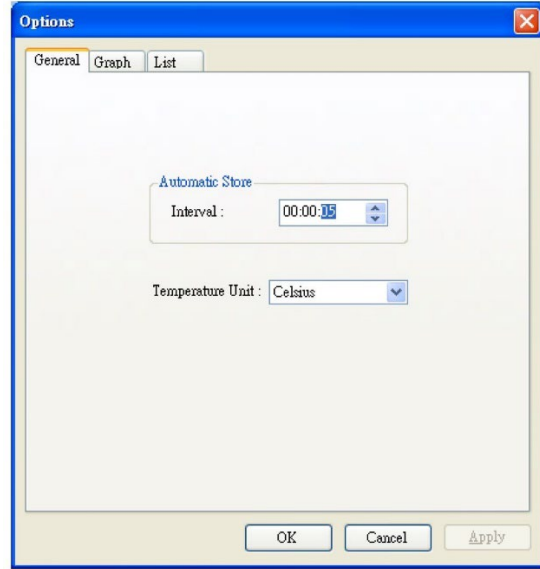 Options
General Graph List
Automatic Store
Interval : 00:00:05
Temperature Unit : Celsius
OK Cancel Apply